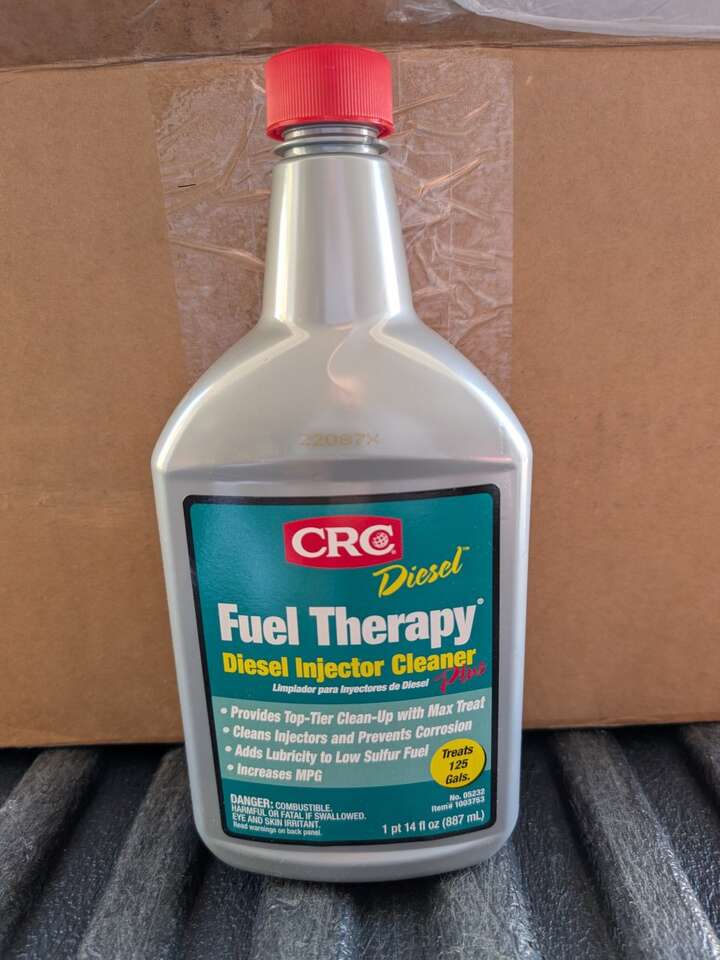 22087X
CRC
Diesel™
Fuel Therapy®
Diesel Injector Cleaner
Plus
Limpiador para Inyectores de Diesel
• Provides Top-Tier Clean-Up with Max Treat
• Cleans Injectors and Prevents Corrosion
• Adds Lubricity to Low Sulfur Fuel
• Increases MPG
Treats
125
Gals.
No. 05232
Item# 1003753
DANGER: COMBUSTIBLE.
HARMFUL OR FATAL IF SWALLOWED.
EYE AND SKIN IRRITANT.
Read warnings on back panel.
1 pt 14 fl oz (887 mL)